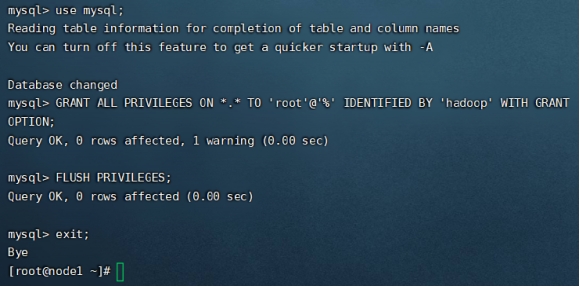 mysql> use mysql;
Reading table information for completion of table and column names
You can turn off this feature to get a quicker startup with -A
Database changed
mysql> GRANT ALL PRIVILEGES ON *.* TO 'root'@'%' IDENTIFIED BY 'hadoop' WITH GRANT
OPTION;
Query OK, 0 rows affected, 1 warning (0.00 sec)
mysql> FLUSH PRIVILEGES;
Query OK, 0 rows affected (0.00 sec)
mysql> exit;
Bye
[root@node1 ~]#